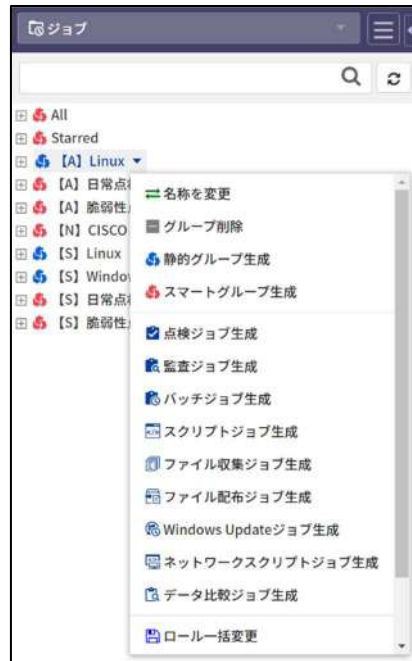 ジョブ
All
Starred
【A】Linux
【A】日常点
【A】脆弱性
【N】CISCO
【S】Linux
【S】Window
【S】日常点
【S】脆弱性
名称を変更
グループ削除
静的グループ生成
スマートグループ生成
点検ジョブ生成
監査ジョブ生成
バッチジョブ生成
スクリプトジョブ生成
ファイル収集ジョブ生成
ファイル配布ジョブ生成
Windows Updateジョブ生成
ネットワークスクリプトジョブ生成
データ比較ジョブ生成
ロール一括変更